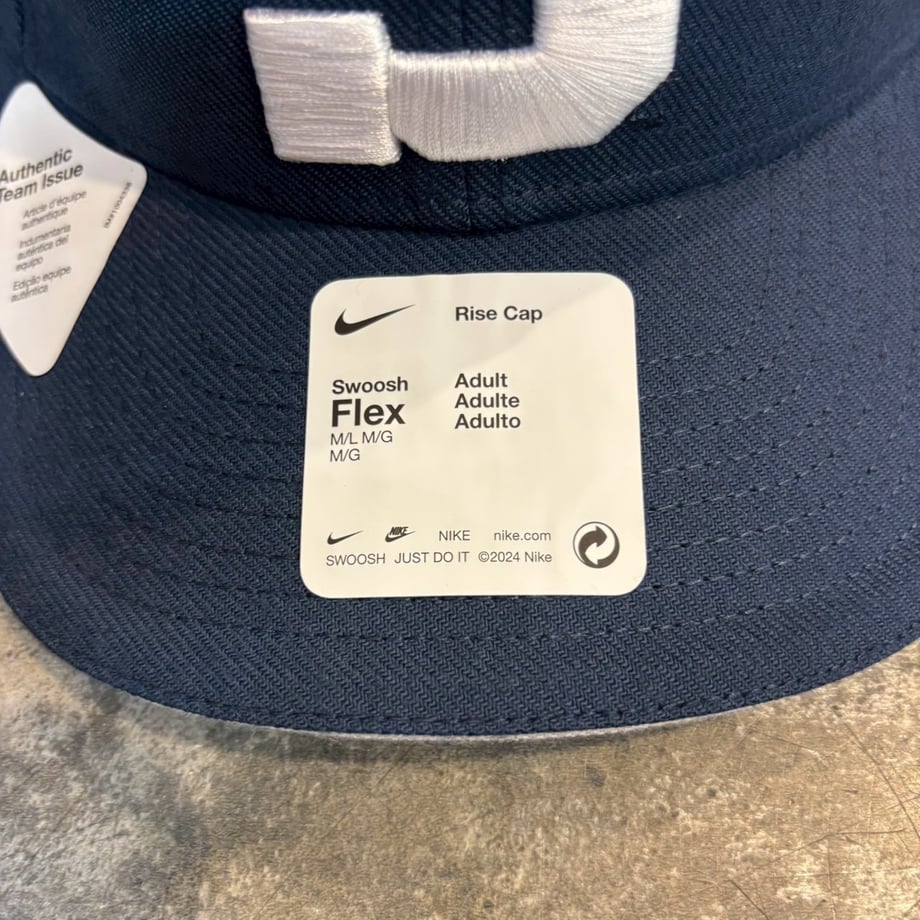 Authentic
Team Issue
Article d'équipe
authentique
Indumentaria
auténtica del
equipo
Edição equipe
autêntica
Rise Cap
Swoosh
Flex
M/L M/G
M/G
Adult
Adulte
Adulto
NIKE
NIKE nike.com
SWOOSH JUST DO IT ©2024 Nike